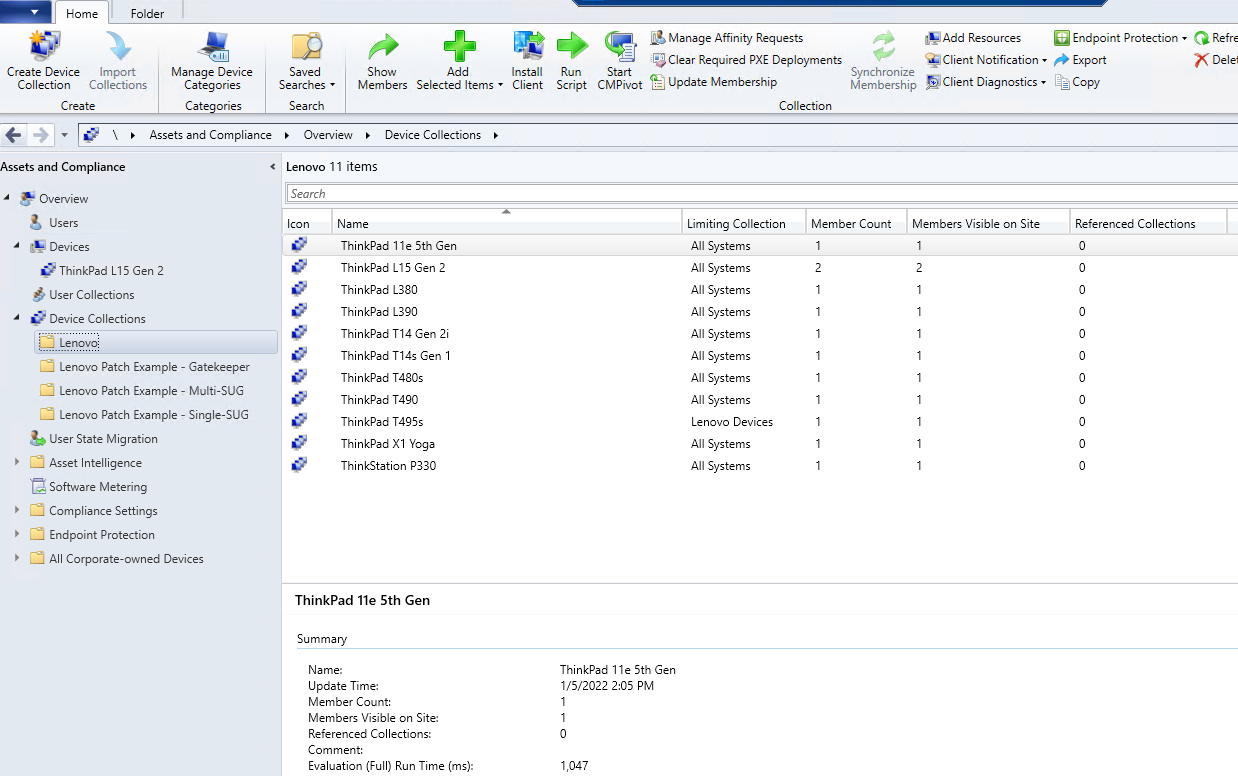 Home Folder
Create Device Collection
Import Collections
Create
Manage Device Categories
Categories
Saved Searches
Search
Show Members
Add Selected Items
Install Client
Run Script
Start CMPivot
Manage Affinity Requests
Clear Required PXE Deployments
Update Membership
Synchronize Membership
Add Resources
Client Notification
Client Diagnostics
Endpoint Protection
Export
Copy
Collection
\ Assets and Compliance Overview Device Collections
Assets and Compliance
Overview
Users
Devices
ThinkPad L15 Gen 2
User Collections
Device Collections
Lenovo
Lenovo Patch Example - Gatekeeper
Lenovo Patch Example - Multi-SUG
Lenovo Patch Example - Single-SUG
User State Migration
Asset Intelligence
Software Metering
Compliance Settings
Endpoint Protection
All Corporate-owned Devices
Lenovo 11 items
Search
Icon Name Limiting Collection Member Count Members Visible on Site Referenced Collections
ThinkPad 11e 5th Gen All Systems 1 1 0
ThinkPad L15 Gen 2 All Systems 2 2 0
ThinkPad L380 All Systems 1 1 0
ThinkPad L390 All Systems 1 1 0
ThinkPad T14 Gen 2i All Systems 1 1 0
ThinkPad T14s Gen 1 All Systems 1 1 0
ThinkPad T480s All Systems 1 1 0
ThinkPad T490 All Systems 1 1 0
ThinkPad T495s Lenovo Devices 1 1 0
ThinkPad X1 Yoga All Systems 1 1 0
ThinkStation P330 All Systems 1 1 0
ThinkPad 11e 5th Gen
Summary
Name: ThinkPad 11e 5th Gen
Update Time: 1/5/2022 2:05 PM
Member Count: 1
Members Visible on Site: 1
Referenced Collections: 0
Comment:
Evaluation (Full) Run Time (ms): 1,047